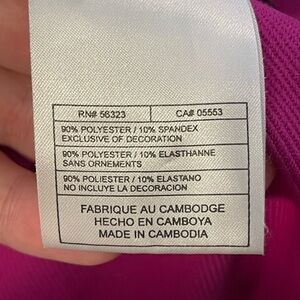 RN# 56323 CA# 05553
90% POLYESTER / 10% SPANDEX
EXCLUSIVE OF DECORATION
90% POLYESTER / 10% ELASTHANNE
SANS ORNEMENTS
90% POLIESTER / 10% ELASTANO
NO INCLUYE LA DECORACION
FABRIQUE AU CAMBODGE
HECHO EN CAMBOYA
MADE IN CAMBODIA